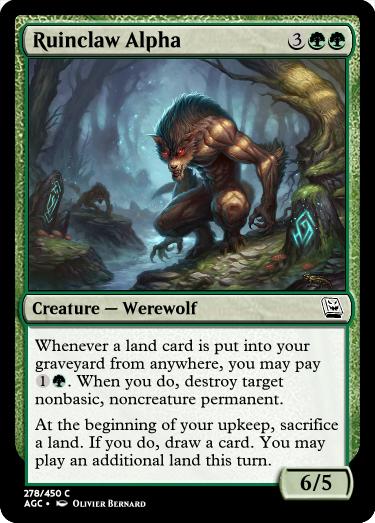 Ruinclaw Alpha 3
Creature — Werewolf
Whenever a land card is put into your
graveyard from anywhere, you may pay
1 . When you do, destroy target
nonbasic, noncreature permanent.
At the beginning of your upkeep, sacrifice
a land. If you do, draw a card. You may
play an additional land this turn.
6/5
278/450 C
AGC • Olivier Bernard